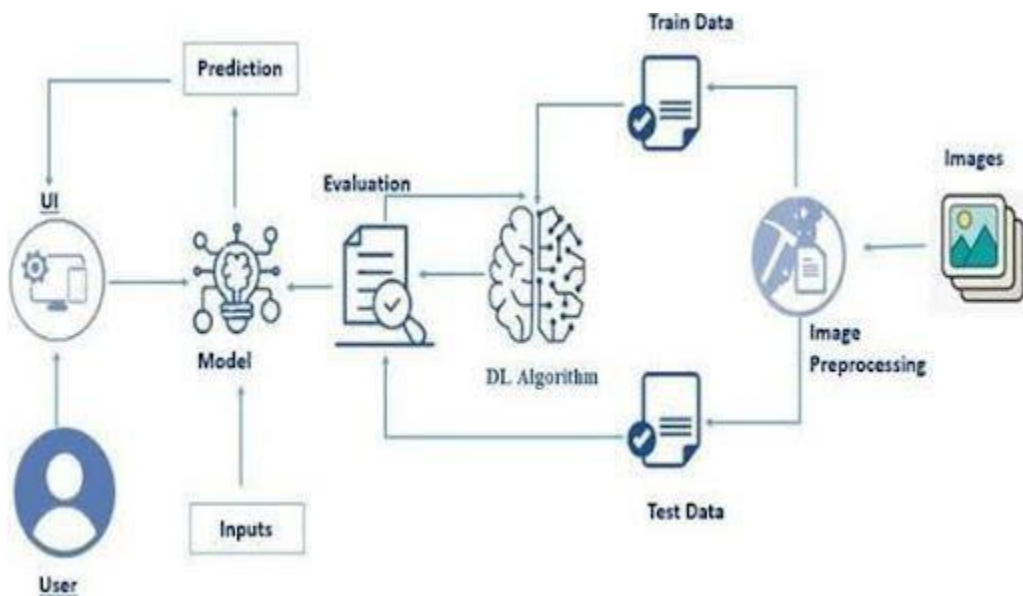 Train Data
Prediction
Images
Evaluation
UI
Image
Preprocessing
Model
DL Algorithm
Test Data
Inputs
User